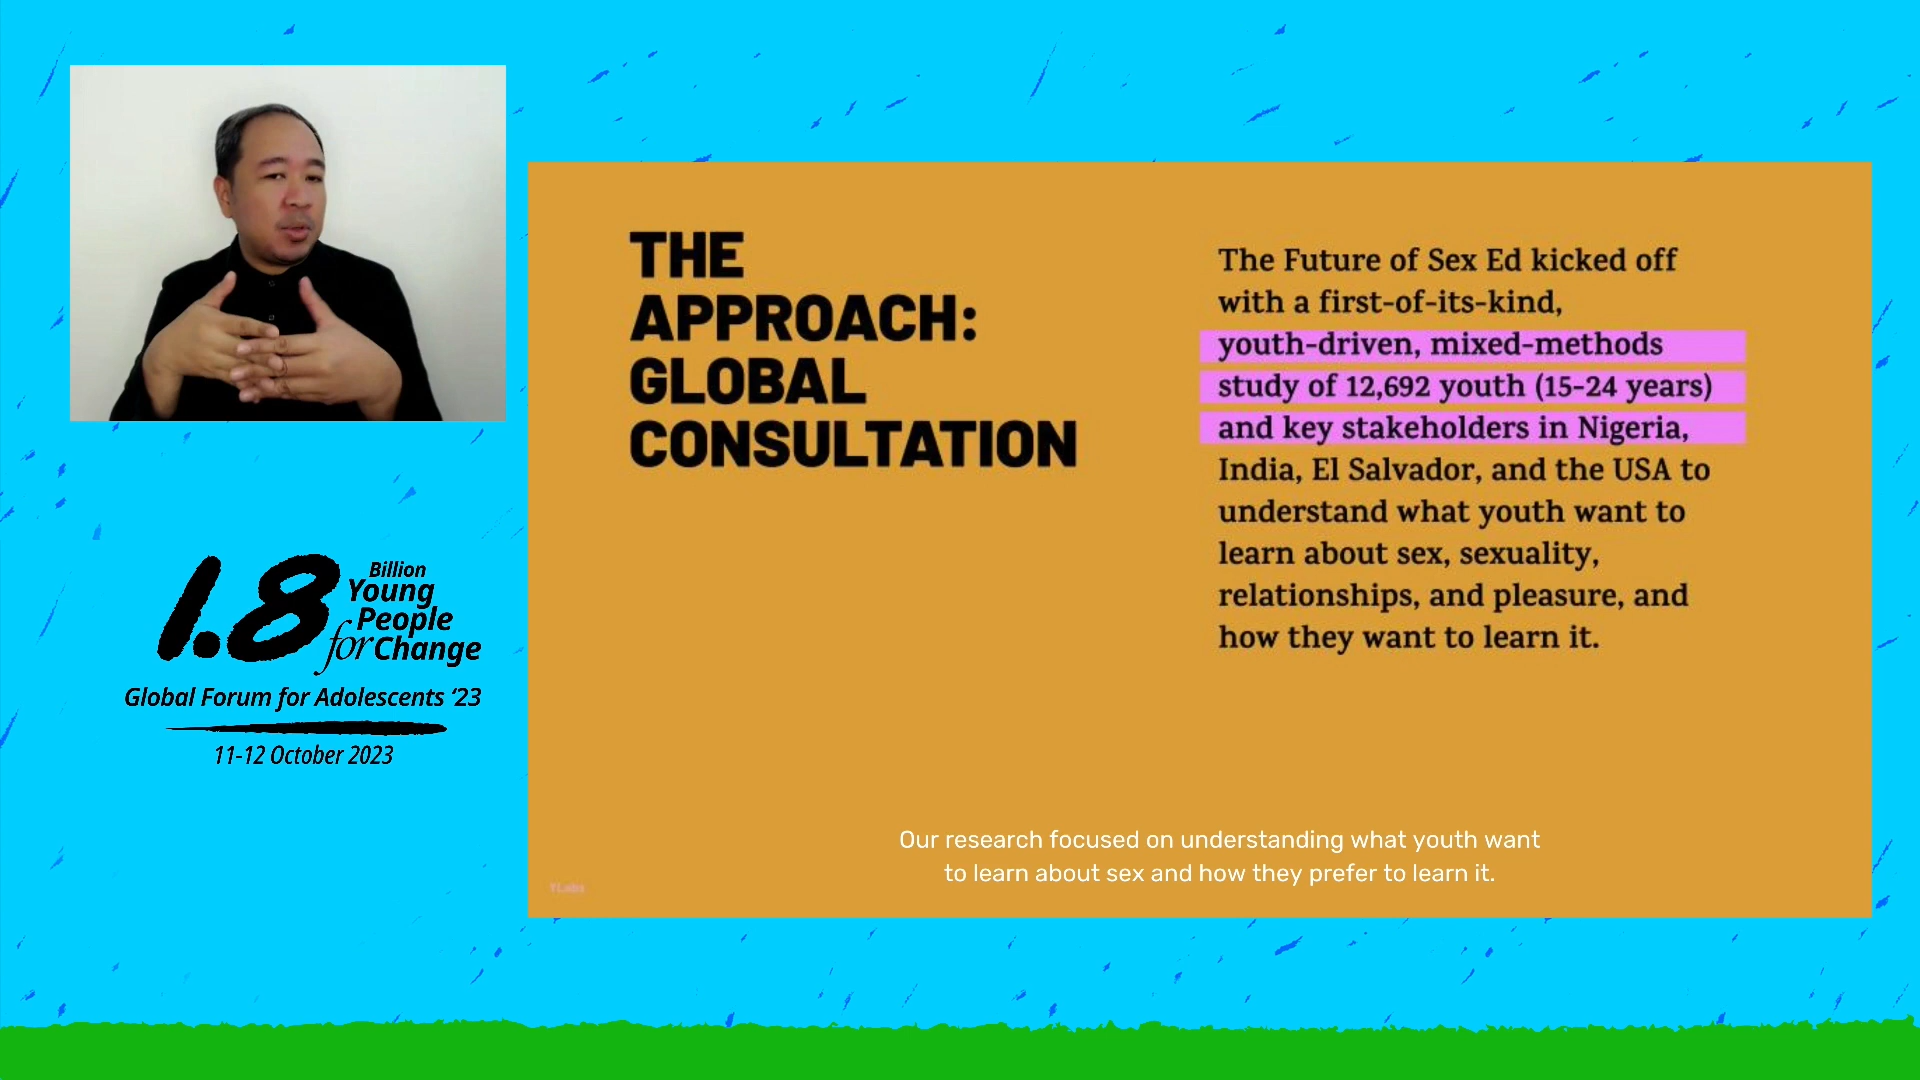 THE
APPROACH:
GLOBAL
CONSULTATION
The Future of Sex Ed kicked off
with a first-of-its-kind,
youth-driven, mixed-methods
study of 12,692 youth (15-24 years)
and key stakeholders in Nigeria,
India, El Salvador, and the USA to
understand what youth want to
learn about sex, sexuality,
relationships, and pleasure, and
how they want to learn it.
1.8 Billion
Young
People
for Change
Global Forum for Adolescents ‘23
11-12 October 2023
Our research focused on understanding what youth want
to learn about sex and how they prefer to learn it.
YLabs